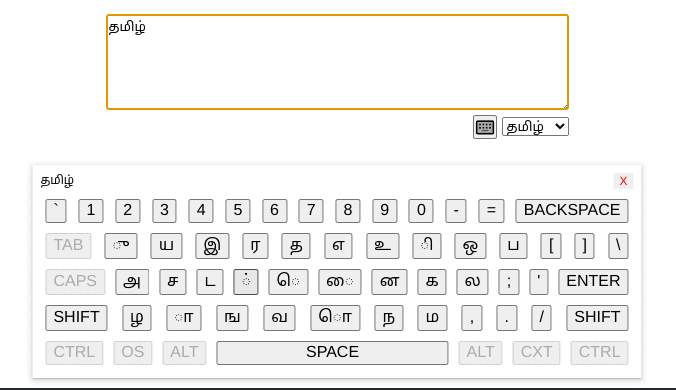 தமிழ்
தமிழ்
தமிழ் X
` 1 2 3 4 5 6 7 8 9 0 - = BACKSPACE
TAB ு ய இ ர த எ உ ி ஒ ப [ ] \
CAPS அ ச ட ் ெ ை ன க ல ; ' ENTER
SHIFT ழ ா ங வ ொ ந ம , . / SHIFT
CTRL OS ALT SPACE ALT CXT CTRL